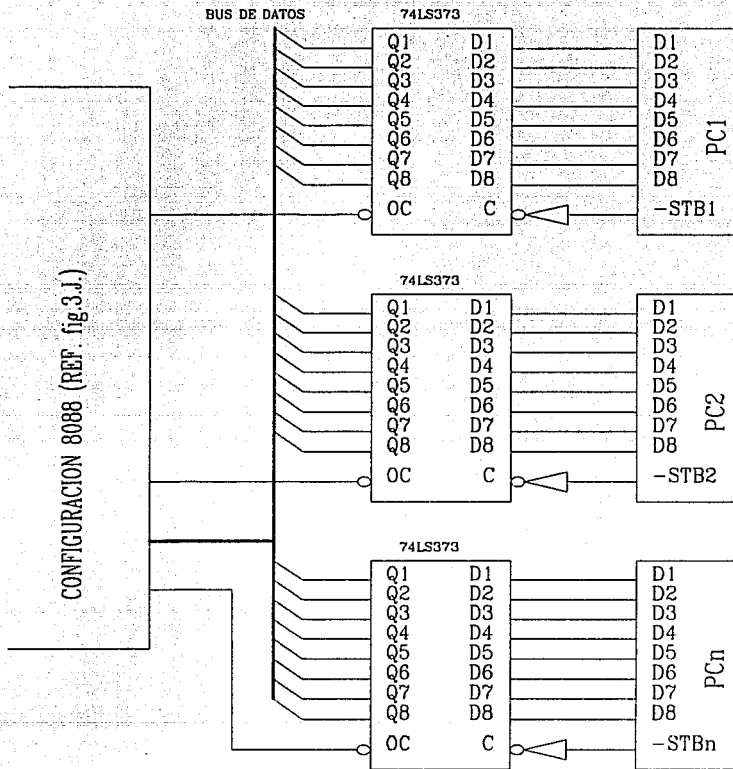 BUS DE DATOS
CONFIGURACION 8088 (REF. fig.3.J.)
74LS373
Q1 D1
Q2 D2
Q3 D3
Q4 D4
Q5 D5
Q6 D6
Q7 D7
Q8 D8
OC C
D1
D2
D3
D4
D5
D6
D7
D8
-STB1
PC1
74LS373
Q1 D1
Q2 D2
Q3 D3
Q4 D4
Q5 D5
Q6 D6
Q7 D7
Q8 D8
OC C
D1
D2
D3
D4
D5
D6
D7
D8
-STB2
PC2
74LS373
Q1 D1
Q2 D2
Q3 D3
Q4 D4
Q5 D5
Q6 D6
Q7 D7
Q8 D8
OC C
D1
D2
D3
D4
D5
D6
D7
D8
-STBn
PCn